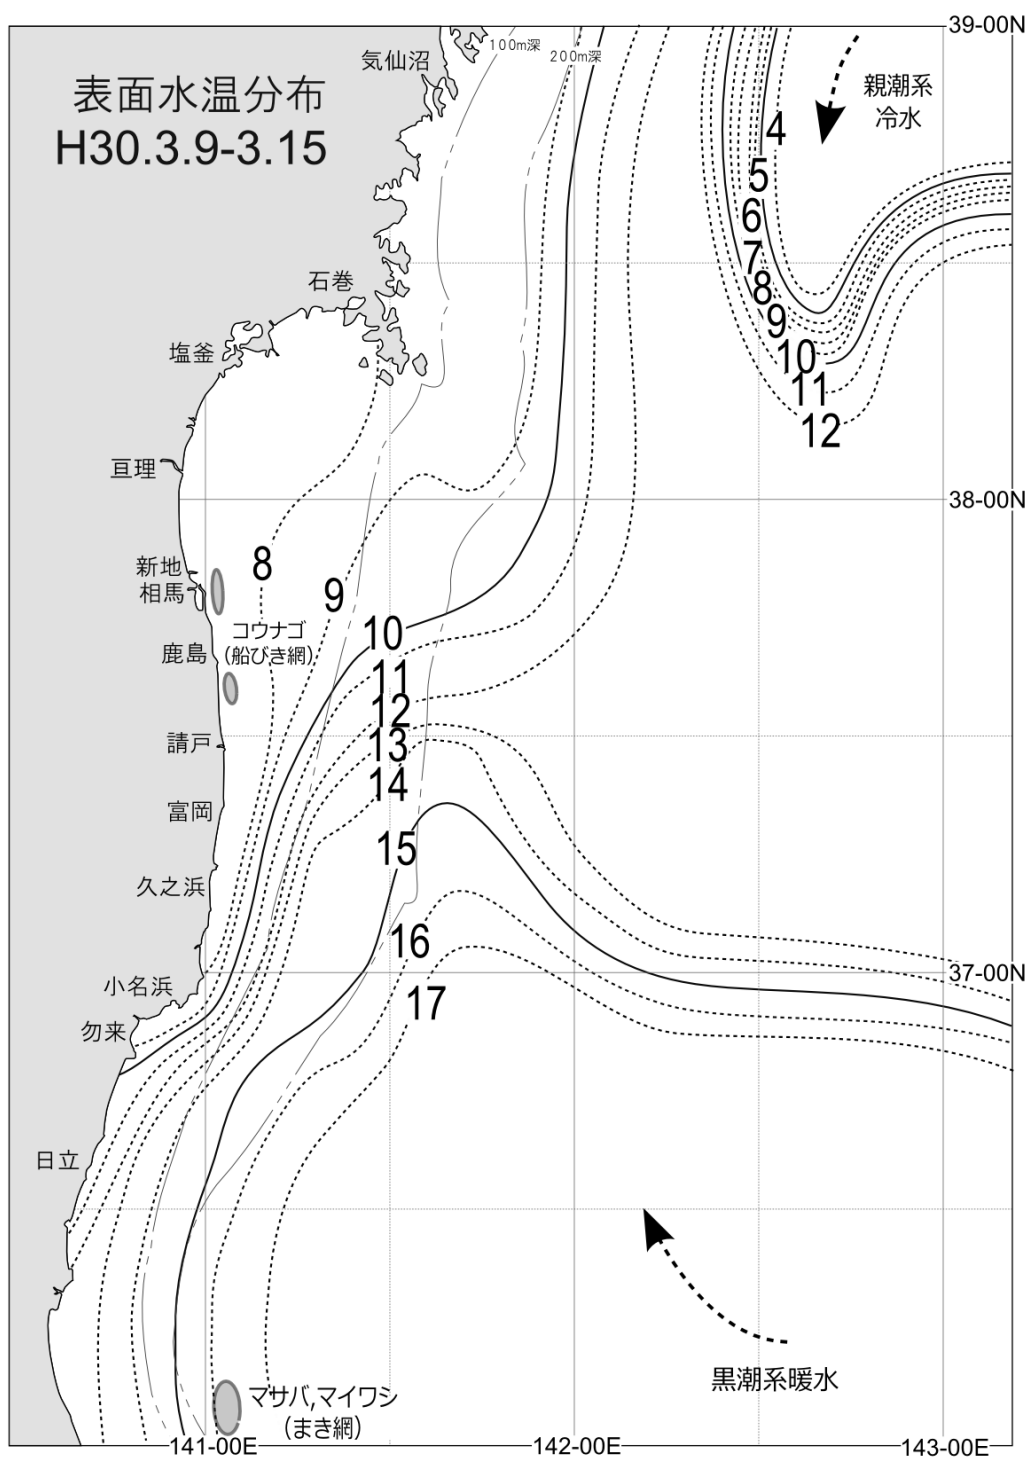 39-00N
100m深
200m深
気仙沼
表面水温分布
H30.3.9-3.15
親潮系
冷水
4
5
6
7
8
9
10
11
12
石巻
塩釜
亘理
38-00N
新地
相馬
8
9
コウナゴ
(船びき網)
鹿島
10
11
12
13
14
15
16
17
請戸
富岡
久之浜
37-00N
小名浜
勿来
日立
黒潮系暖水
マサバ,マイワシ
(まき網)
141-00E
142-00E
143-00E